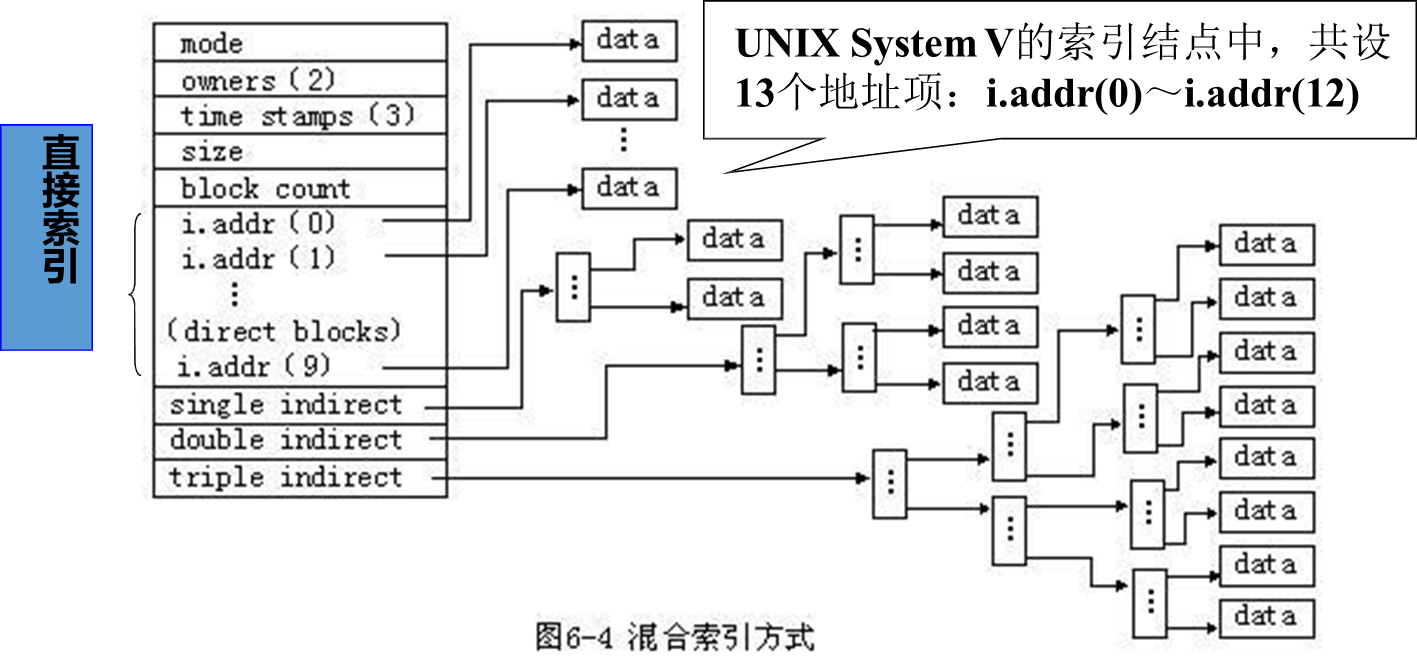 直接索引
mode
owners（2）
time stamps（3）
size
block count
i.addr（0）
i.addr（1）
⋮
(direct blocks)
i.addr（9）
single indirect
double indirect
triple indirect
data
data
⋮
data
UNIX System V的索引结点中，共设
13个地址项：i.addr(0)～i.addr(12)
⋮
data
data
⋮
⋮
data
data
⋮
data
data
⋮
⋮
⋮
data
data
⋮
data
data
⋮
⋮
data
data
⋮
data
data
图6-4 混合索引方式